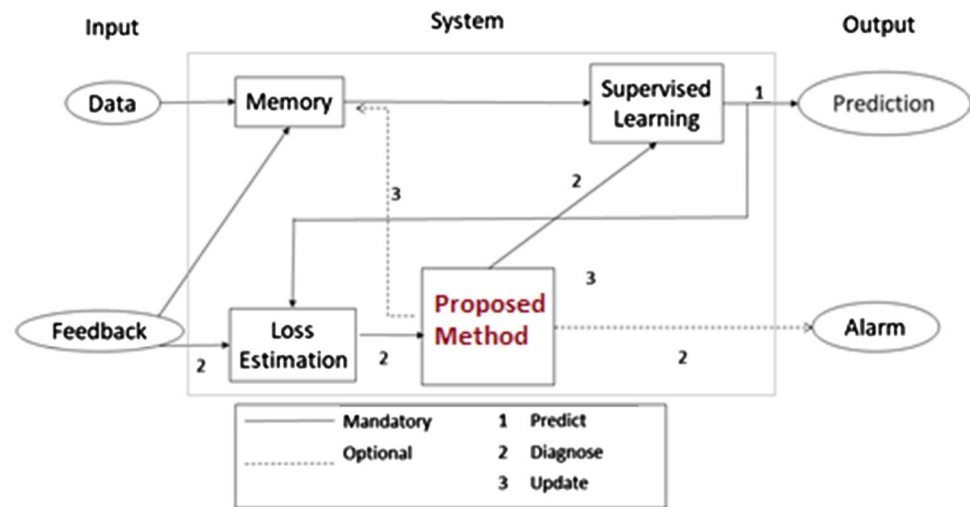 Input
System
Output
Data
Memory
Supervised
Learning
1
Prediction
3
2
Feedback
2
Loss
Estimation
2
Proposed
Method
3
2
Alarm
Mandatory
1 Predict
Optional
2 Diagnose
3 Update